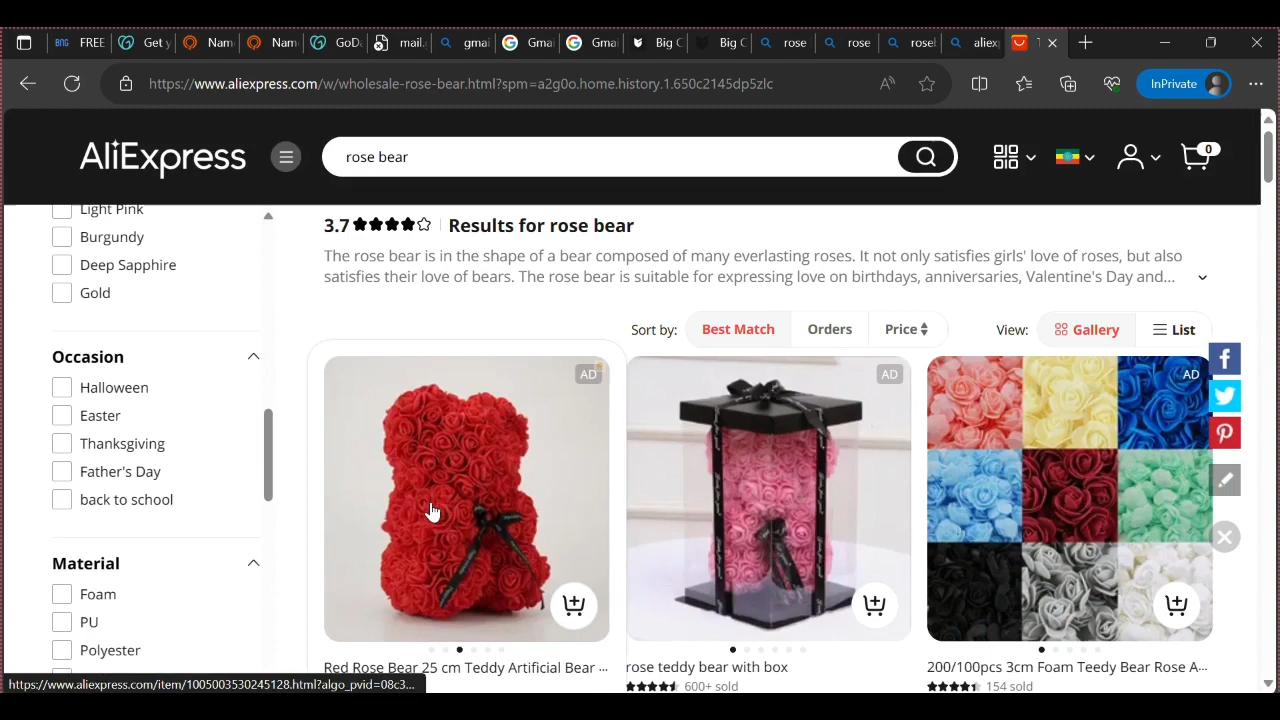 FREE
Get y
Nam
Nam
GoD
mail.
gmai
Gma
Gma
Big C
Big C
rose
rose
rosel
aliex
https://www.aliexpress.com/w/wholesale-rose-bear.html?spm=a2g0o.home.history.1.650c2145dp5zlc
InPrivate
AliExpress
rose bear
0
Light Pink
Burgundy
Deep Sapphire
Gold
Occasion
Halloween
Easter
Thanksgiving
Father's Day
back to school
Material
Foam
PU
Polyester
3.7
Results for rose bear
The rose bear is in the shape of a bear composed of many everlasting roses. It not only satisfies girls' love of roses, but also
satisfies their love of bears. The rose bear is suitable for expressing love on birthdays, anniversaries, Valentine's Day and...
Sort by: Best Match Orders Price
View: Gallery List
AD
AD
AD
Red Rose Bear 25 cm Teddy Artificial Bear ...
rose teddy bear with box
600+ sold
200/100pcs 3cm Foam Teedy Bear Rose A...
154 sold
https://www.aliexpress.com/item/1005003530245128.html?algo_pvid=08c3...